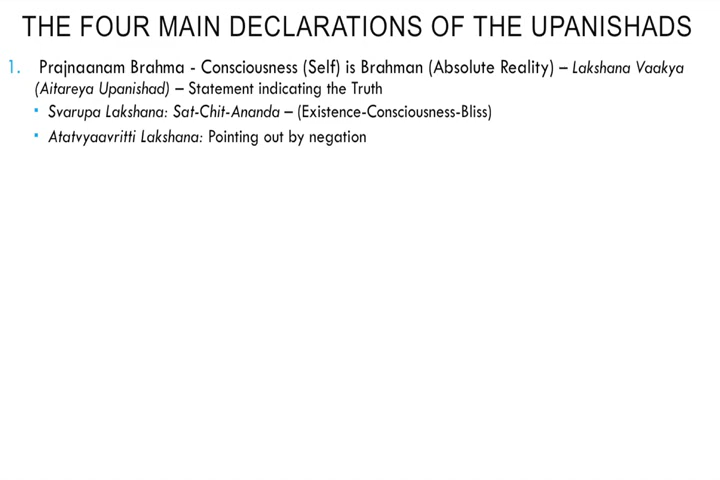 THE FOUR MAIN DECLARATIONS OF THE UPANISHADS
1. Prajnaanam Brahma - Consciousness (Self) is Brahman (Absolute Reality) – Lakshana Vaakya
(Aitareya Upanishad) – Statement indicating the Truth
▪ Svarupa Lakshana: Sat-Chit-Ananda – (Existence-Consciousness-Bliss)
▪ Atatvyaavritti Lakshana: Pointing out by negation